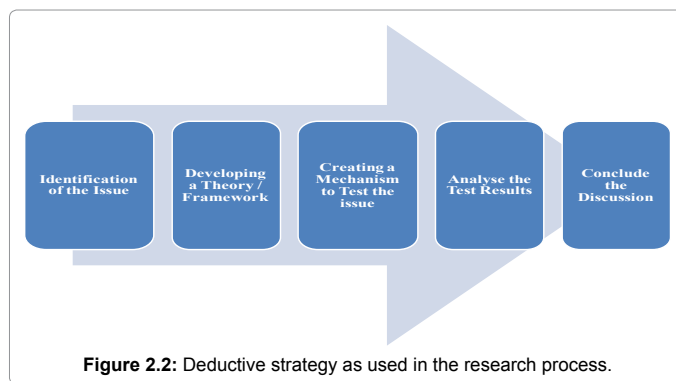 Identification
of the Issue
Developing
a Theory /
Framework
Creating a
Mechanism
to Test the
issue
Analyse the
Test Results
Conclude
the
Discussion
Figure 2.2: Deductive strategy as used in the research process.